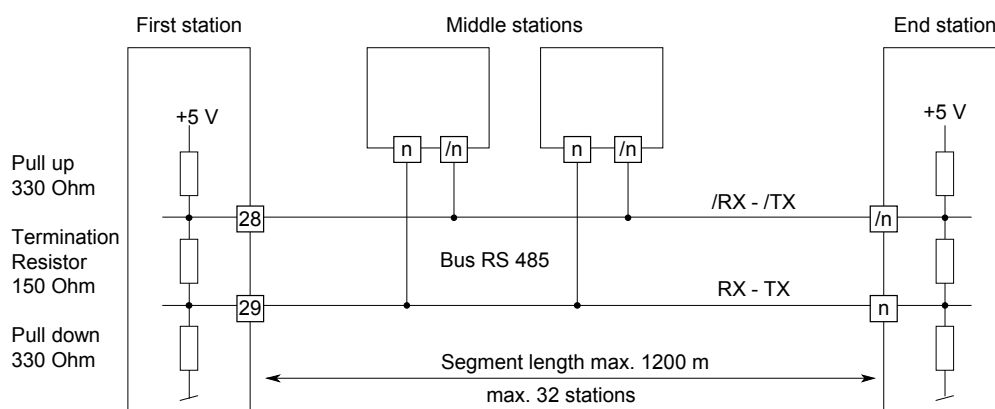 First station
Middle stations
End station
+5 V
+5 V
Pull up
330 Ohm
n
/n
n
/n
/RX - /TX
28
/n
Termination
Resistor
150 Ohm
Bus RS 485
RX - TX
29
n
Pull down
330 Ohm
Segment length max. 1200 m
max. 32 stations